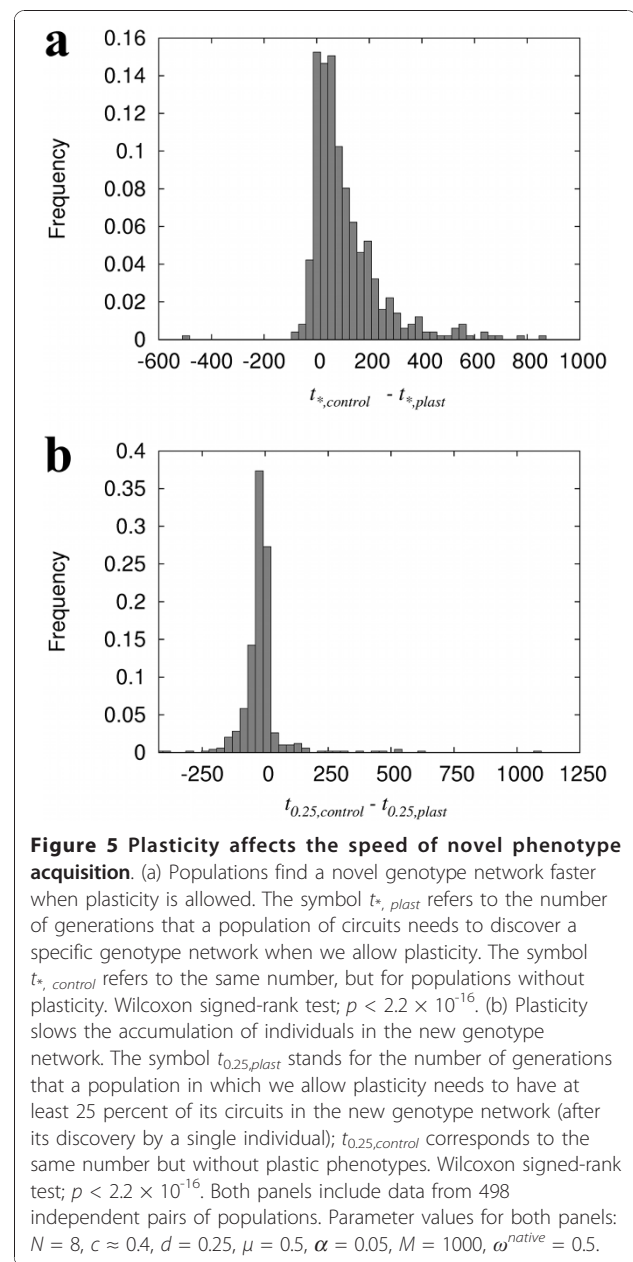 a
0.16
0.14
0.12
0.1
0.08
0.06
0.04
0.02
0
Frequency
-600 -400 -200 0 200 400 600 800 1000
t*,control - t*,plast
b
0.4
0.35
0.3
0.25
0.2
0.15
0.1
0.05
0
Frequency
-250 0 250 500 750 1000 1250
t0.25,control - t0.25,plast
Figure 5 Plasticity affects the speed of novel phenotype
acquisition. (a) Populations find a novel genotype network faster
when plasticity is allowed. The symbol t*, plast refers to the number
of generations that a population of circuits needs to discover a
specific genotype network when we allow plasticity. The symbol
t*, control refers to the same number, but for populations without
plasticity. Wilcoxon signed-rank test; p < 2.2 × 10-16. (b) Plasticity
slows the accumulation of individuals in the new genotype
network. The symbol t0.25,plast stands for the number of generations
that a population in which we allow plasticity needs to have at
least 25 percent of its circuits in the new genotype network (after
its discovery by a single individual); t0.25,control corresponds to the
same number but without plastic phenotypes. Wilcoxon signed-rank
test; p < 2.2 × 10-16. Both panels include data from 498
independent pairs of populations. Parameter values for both panels:
N = 8, c ≈ 0.4, d = 0.25, μ = 0.5, α = 0.05, M = 1000, ωnative = 0.5.